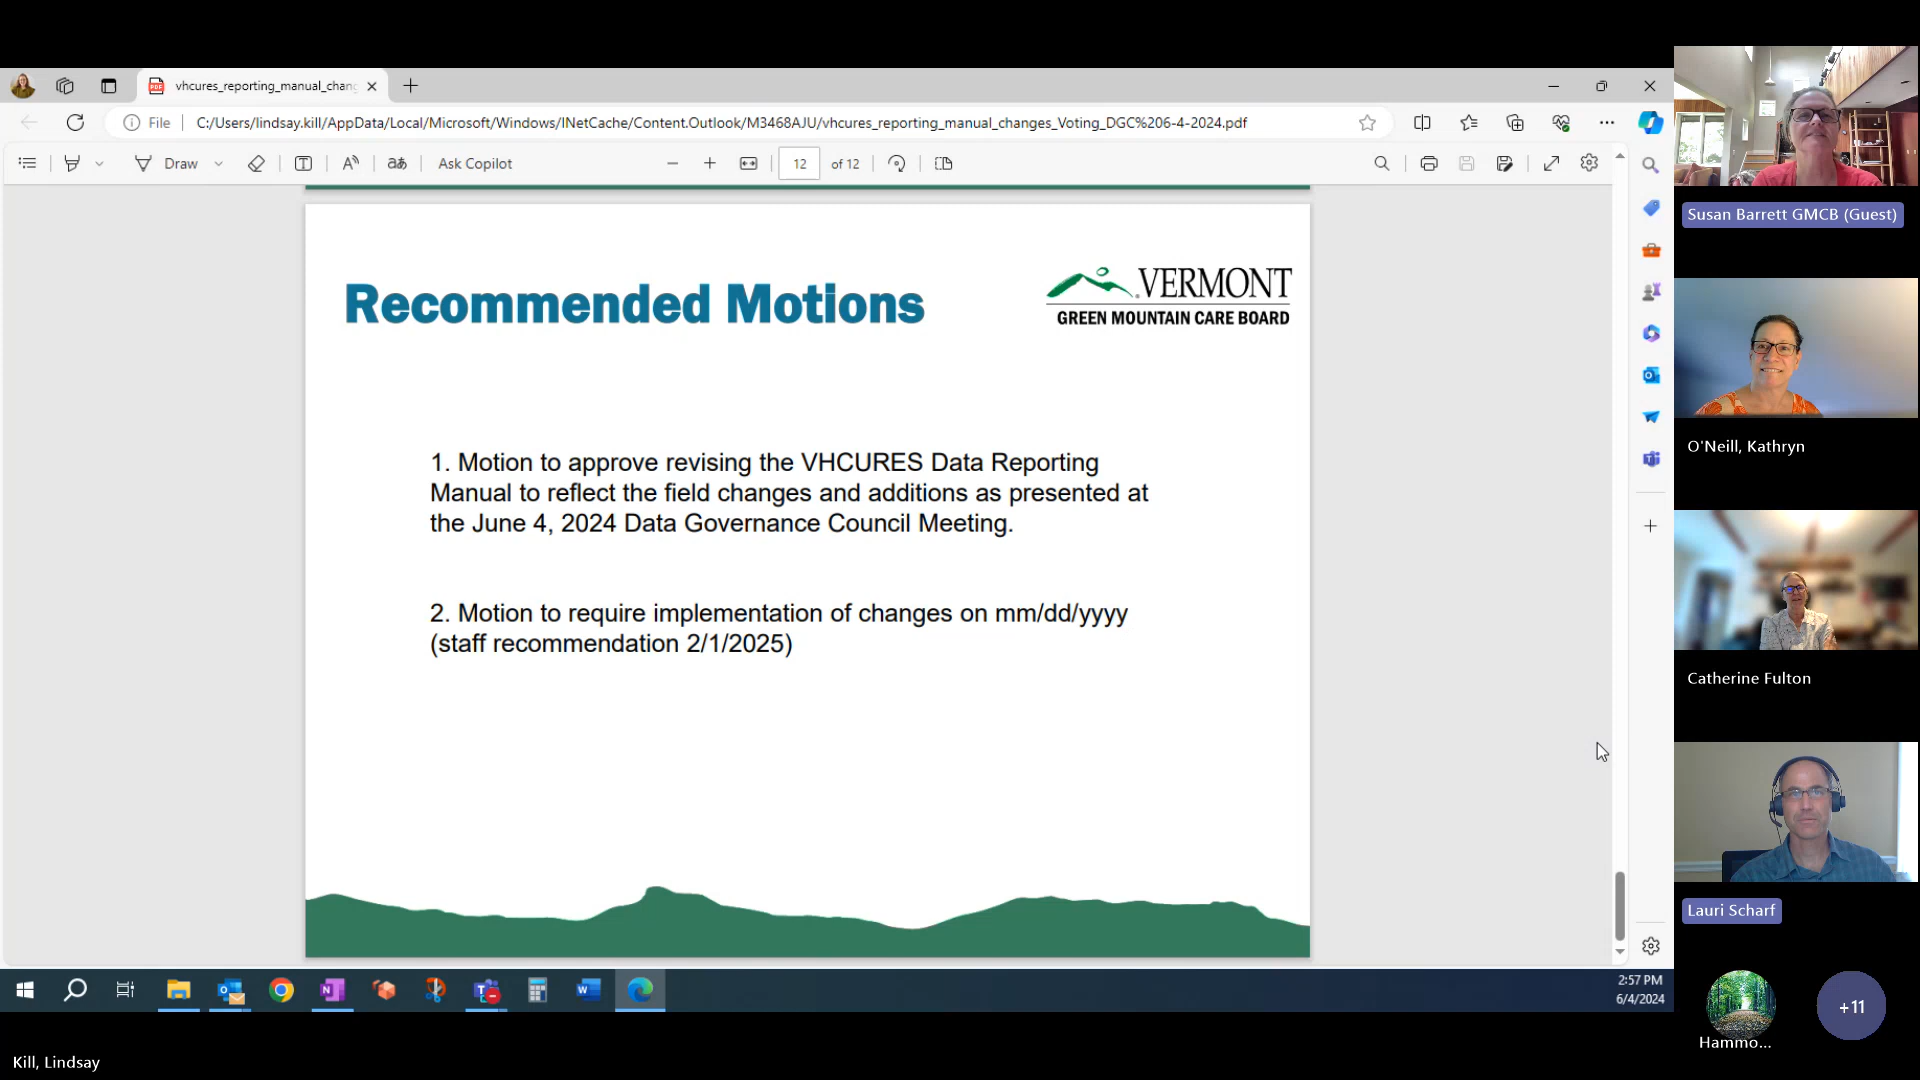 vhcures_reporting_manual_chang
File
C:/Users/lindsay.kill/AppData/Local/Microsoft/Windows/INetCache/Content.Outlook/M3468AJU/vhcures_reporting_manual_changes_Voting_DGC%206-4-2024.pdf
Draw
Ask Copilot
12 of 12
Recommended Motions
VERMONT
GREEN MOUNTAIN CARE BOARD
1. Motion to approve revising the VHCURES Data Reporting
Manual to reflect the field changes and additions as presented at
the June 4, 2024 Data Governance Council Meeting.
2. Motion to require implementation of changes on mm/dd/yyyy
(staff recommendation 2/1/2025)
2:57 PM
6/4/2024
Kill, Lindsay
Susan Barrett GMCB (Guest)
O'Neill, Kathryn
Catherine Fulton
Lauri Scharf
Hammo...
+11